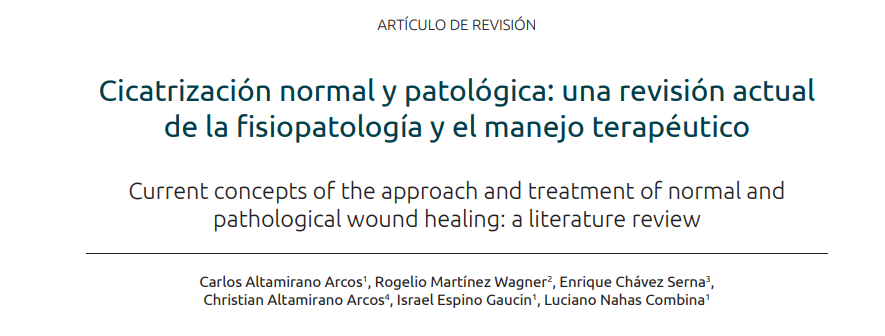 ARTÍCULO DE REVISIÓN
Cicatrización normal y patológica: una revisión actual
de la fisiopatología y el manejo terapéutico
Current concepts of the approach and treatment of normal and
pathological wound healing: a literature review
Carlos Altamirano Arcos¹, Rogelio Martínez Wagner², Enrique Chávez Serna³,
Christian Altamirano Arcos⁴, Israel Espino Gaucin¹, Luciano Nahas Combina¹